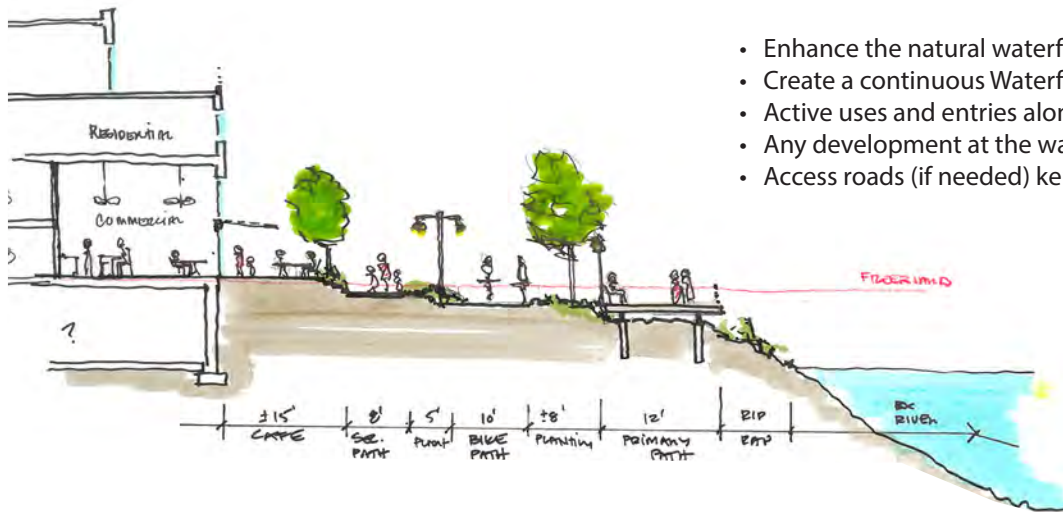 • Enhance the natural waterf
• Create a continuous Waterf
• Active uses and entries alon
• Any development at the wa
• Access roads (if needed) ke
RESIDENTIAL
COMMERCIAL
?
±15' 8' 5' 10' ±8' 12' RIP RAP
CAFE SEC. PATH PLANT BIKE PATH PLANTING PRIMARY PATH
RIVER